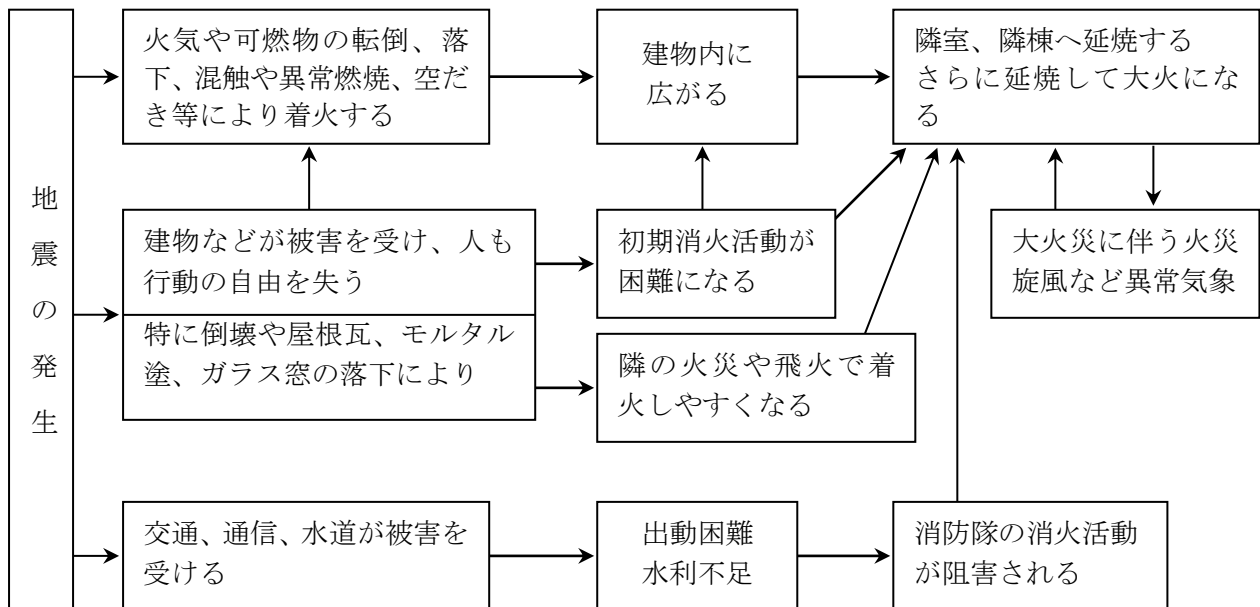 地震の発生
火気や可燃物の転倒、落
下、混触や異常燃焼、空だ
き等により着火する
建物内に
広がる
隣室、隣棟へ延焼する
さらに延焼して大火にな
る
建物などが被害を受け、人も
行動の自由を失う
特に倒壊や屋根瓦、モルタル
塗、ガラス窓の落下により
初期消火活動が
困難になる
大火災に伴う火災
旋風など異常気象
隣の火災や飛火で着
火しやすくなる
交通、通信、水道が被害を
受ける
出動困難
水利不足
消防隊の消火活動
が阻害される